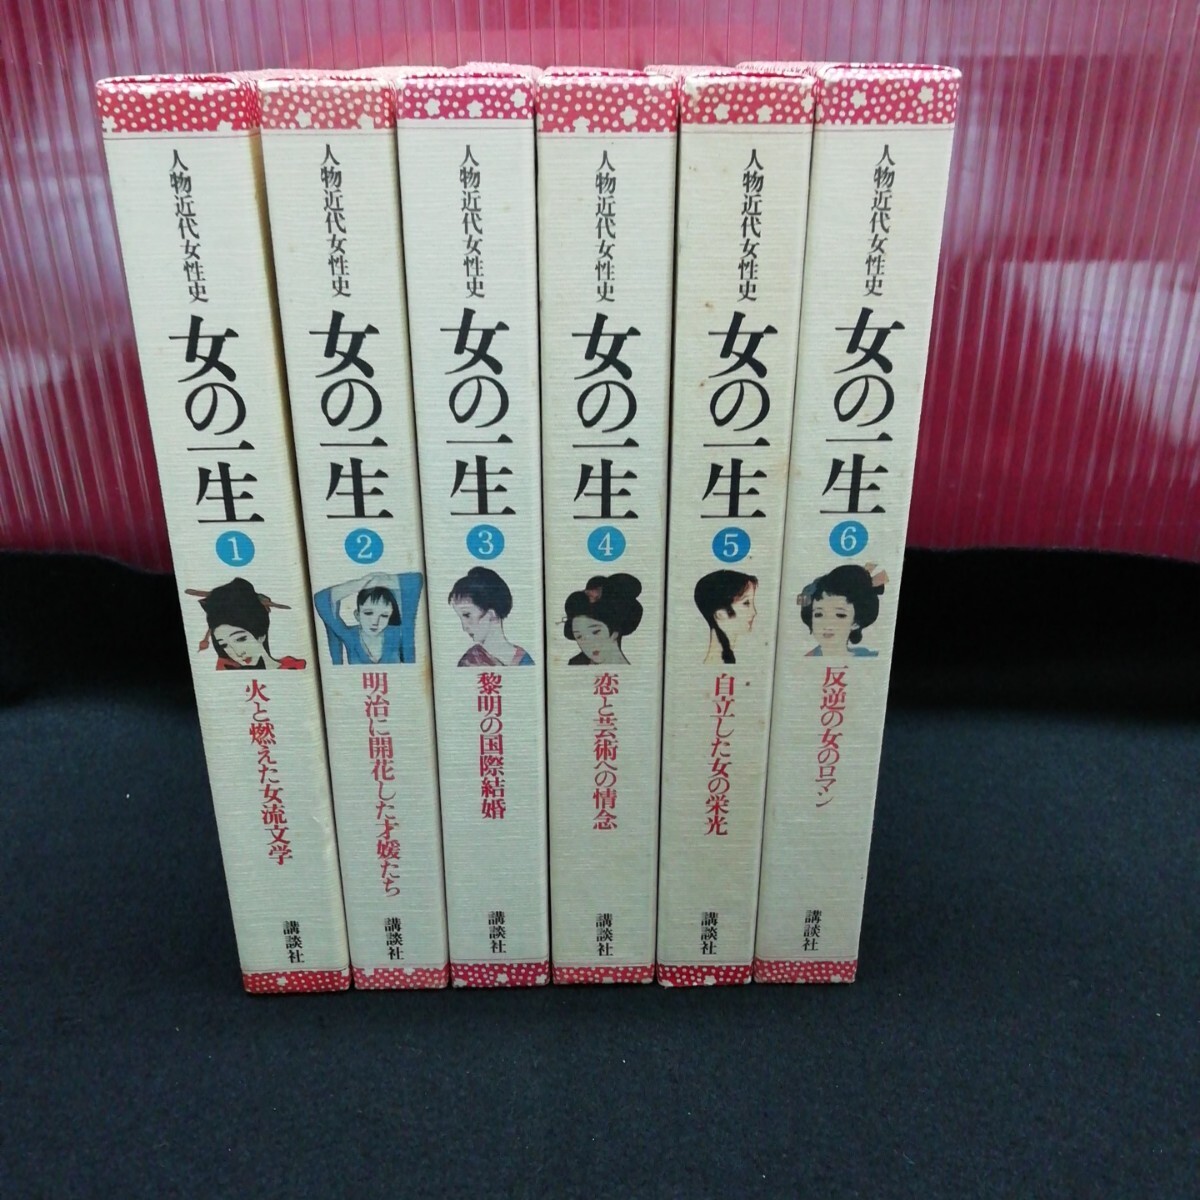 人物近代女性史
女の一生
1
火と燃えた女流文学
講談社
人物近代女性史
女の一生
2
明治に開花した才媛たち
講談社
人物近代女性史
女の一生
3
黎明の国際結婚
講談社
人物近代女性史
女の一生
4
恋と芸術への情念
講談社
人物近代女性史
女の一生
5
自立した女の栄光
講談社
人物近代女性史
女の一生
6
反逆の女のロマン
講談社